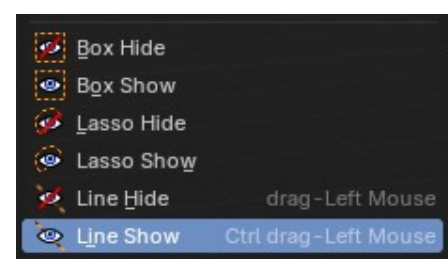 Box Hide
Box Show
Lasso Hide
Lasso Show
Line Hide drag-Left Mouse
Line Show Ctrl drag-Left Mouse